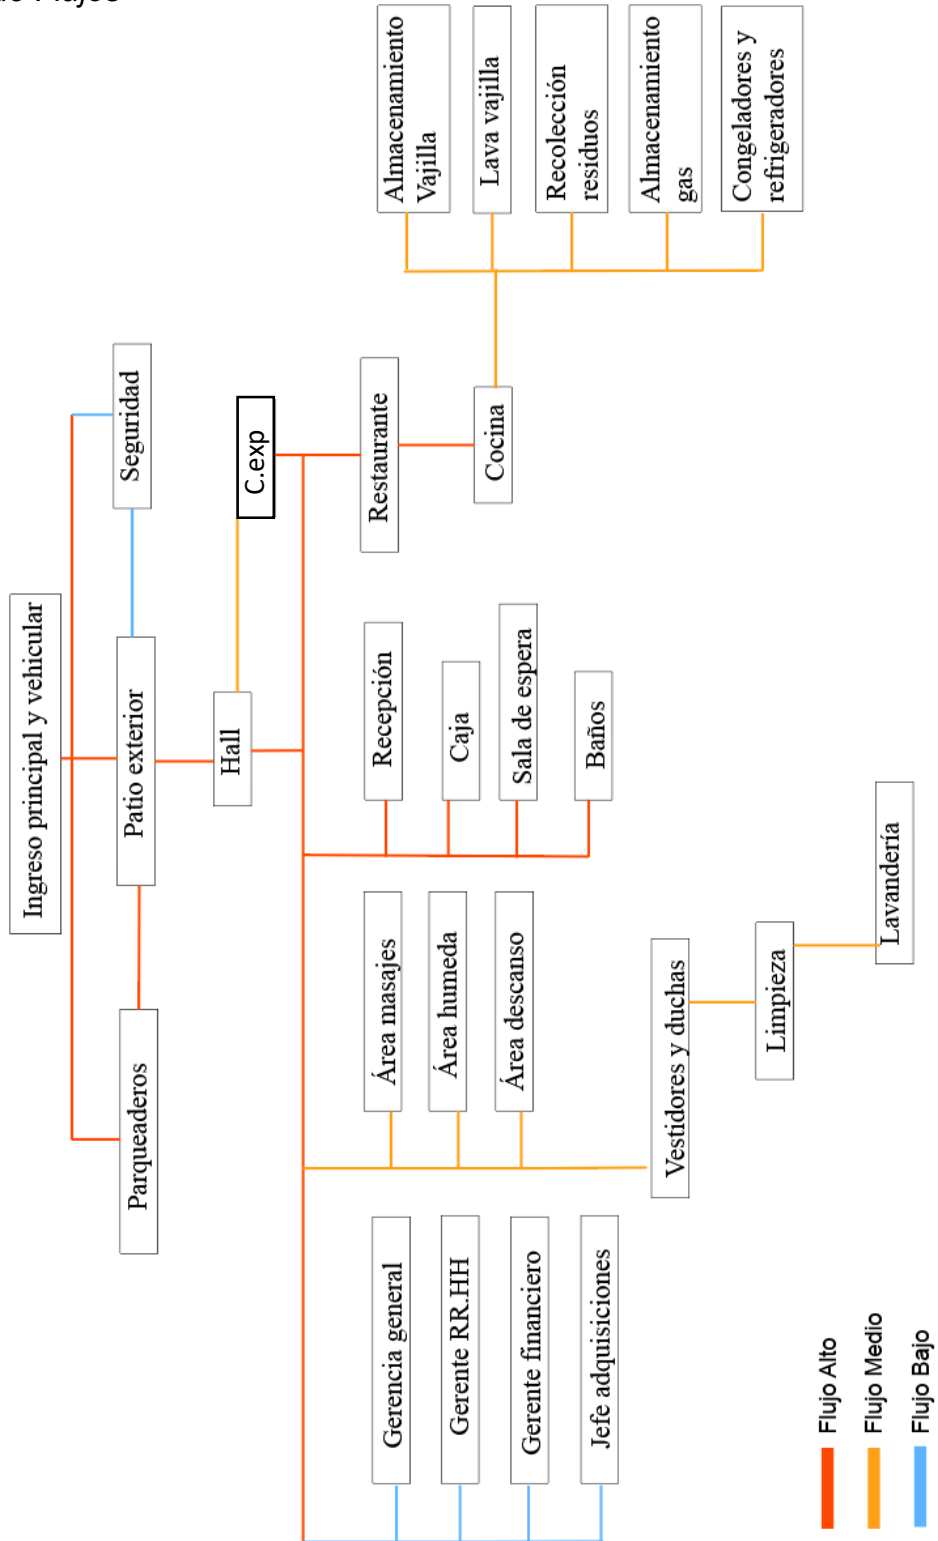 Ingreso principal y vehicular
Parqueaderos
Patio exterior
Seguridad
Hall
C.exp
Gerencia general
Gerente RR.HH
Gerente financiero
Jefe adquisiciones
Área masajes
Área humeda
Área descanso
Vestidores y duchas
Limpieza
Lavandería
Recepción
Caja
Sala de espera
Baños
Restaurante
Cocina
Almacenamiento
Vajilla
Lava vajilla
Recolección
residuos
Almacenamiento
gas
Congeladores y
refrigeradores
Flujo Alto
Flujo Medio
Flujo Bajo